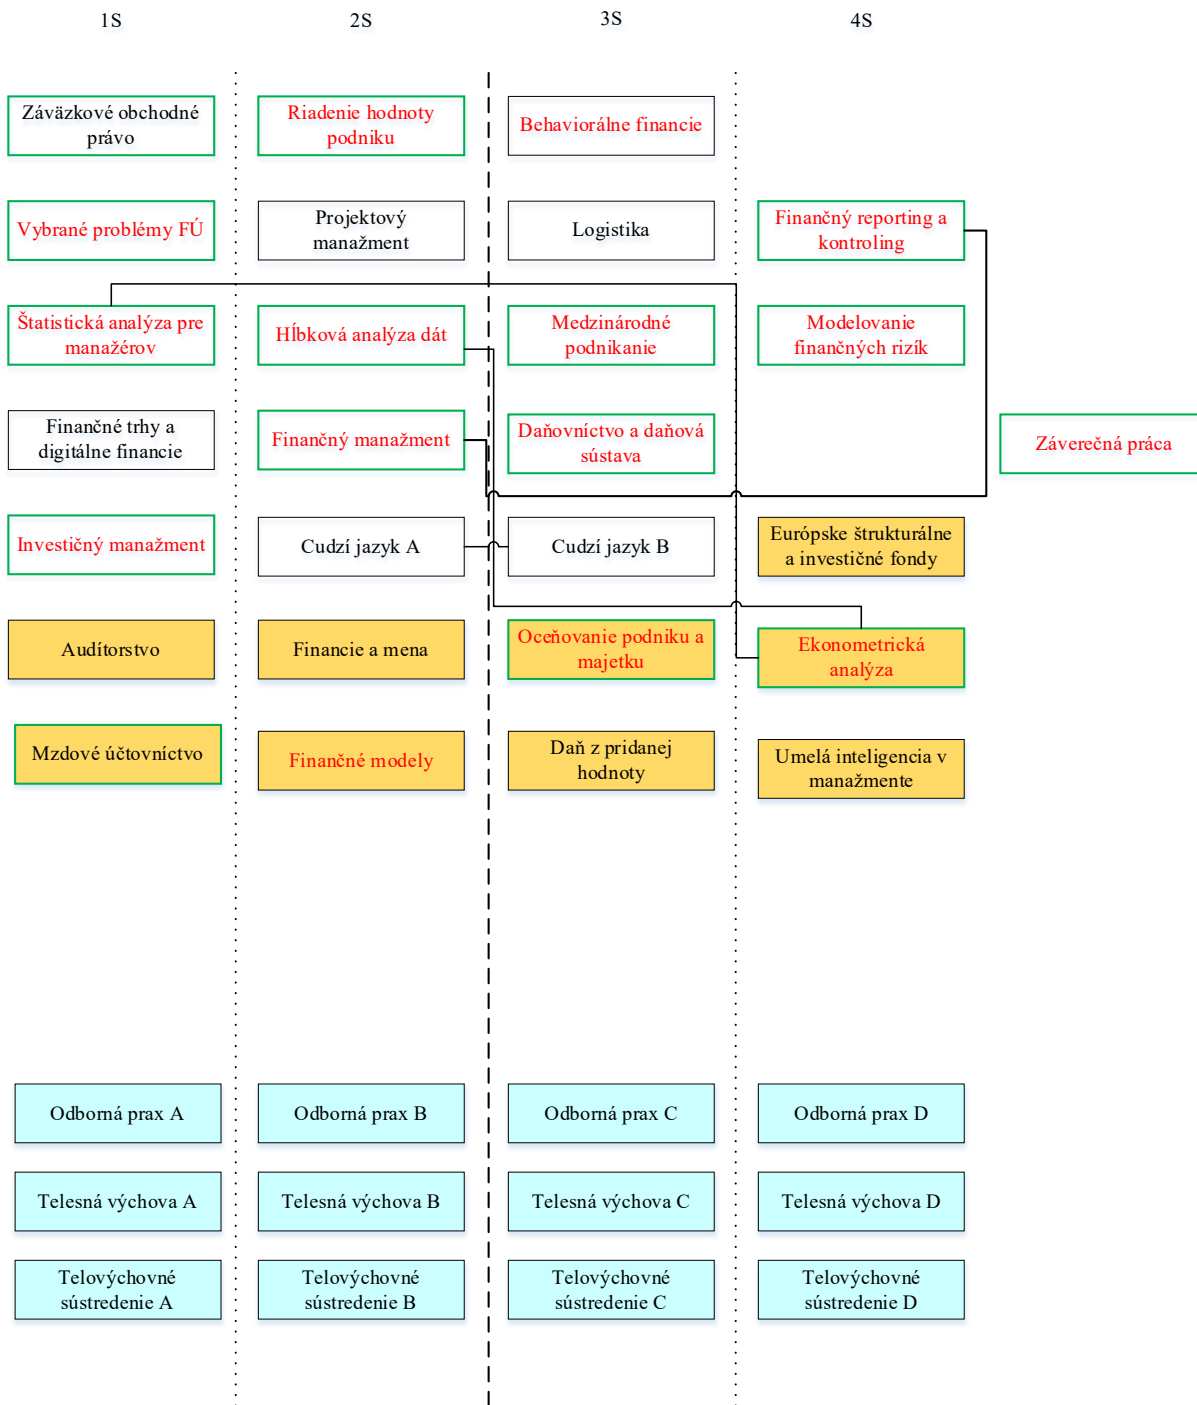 1S
2S
3S
4S
Záväzkové obchodné
právo
Riadenie hodnoty
podniku
Behaviorálne financie
Vybrané problémy FÚ
Projektový
manažment
Logistika
Finančný reporting a
kontroling
Štatistická analýza pre
manažérov
Hĺbková analýza dát
Medzinárodné
podnikanie
Modelovanie
finančných rizík
Finančné trhy a
digitálne financie
Finančný manažment
Daňovníctvo a daňová
sústava
Záverečná práca
Investičný manažment
Cudzí jazyk A
Cudzí jazyk B
Európske štrukturálne
a investičné fondy
Audítorstvo
Financie a mena
Oceňovanie podniku a
majetku
Ekonometrická
analýza
Mzdové účtovníctvo
Finančné modely
Daň z pridanej
hodnoty
Umelá inteligencia v
manažmente
Odborná prax A
Odborná prax B
Odborná prax C
Odborná prax D
Telesná výchova A
Telesná výchova B
Telesná výchova C
Telesná výchova D
Telovýchovné
sústredenie A
Telovýchovné
sústredenie B
Telovýchovné
sústredenie C
Telovýchovné
sústredenie D